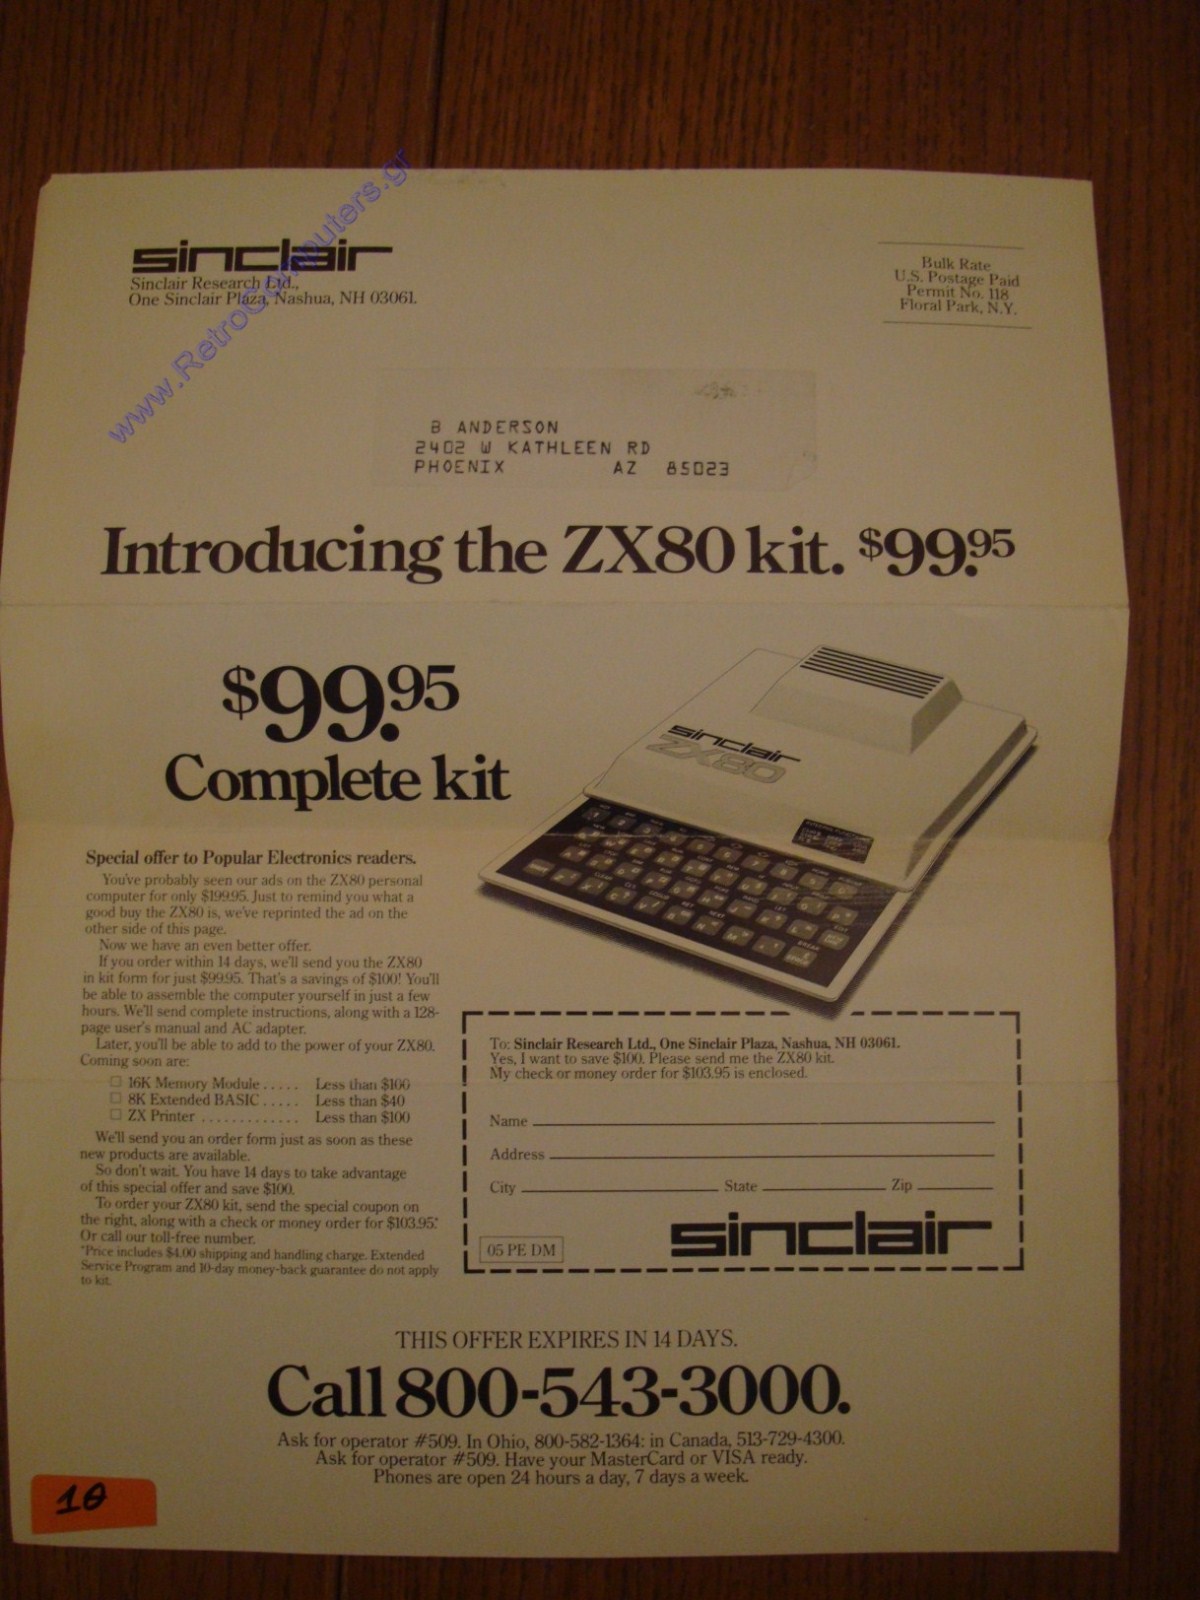 www.RetroComputers.gr
sinclair
Sinclair Research Ltd.,
One Sinclair Plaza, Nashua, NH 03061.
Bulk Rate
U.S. Postage Paid
Permit No. 118
Floral Park, N.Y.
B ANDERSON
2402 W KATHLEEN RD
PHOENIX AZ 85023
Introducing the ZX80 kit. $99.95
$99.95
Complete kit
sinclair
ZX80
Special offer to Popular Electronics readers.
You've probably seen our ads on the ZX80 personal
computer for only $199.95. Just to remind you what a
good buy the ZX80 is, we've reprinted the ad on the
other side of this page.
Now we have an even better offer.
If you order within 14 days, we'll send you the ZX80
in kit form for just $99.95. That's a savings of $100! You'll
be able to assemble the computer yourself in just a few
hours. We'll send complete instructions, along with a 128-
page user's manual and AC adapter.
Later, you'll be able to add to the power of your ZX80.
Coming soon are:
☐ 16K Memory Module ..... Less than $100
☐ 8K Extended BASIC ..... Less than $40
☐ ZX Printer ............. Less than $100
We'll send you an order form just as soon as these
new products are available.
So don't wait. You have 14 days to take advantage
of this special offer and save $100.
To order your ZX80 kit, send the special coupon on
the right, along with a check or money order for $103.95.*
Or call our toll-free number.
*Price includes $4.00 shipping and handling charge. Extended
Service Program and 10-day money-back guarantee do not apply
to kit.
To: Sinclair Research Ltd., One Sinclair Plaza, Nashua, NH 03061.
Yes, I want to save $100. Please send me the ZX80 kit.
My check or money order for $103.95 is enclosed.
Name
Address
City State Zip
05 PE DM
sinclair
THIS OFFER EXPIRES IN 14 DAYS.
Call 800-543-3000.
Ask for operator #509. In Ohio, 800-582-1364: in Canada, 513-729-4300.
Ask for operator #509. Have your MasterCard or VISA ready.
Phones are open 24 hours a day, 7 days a week.